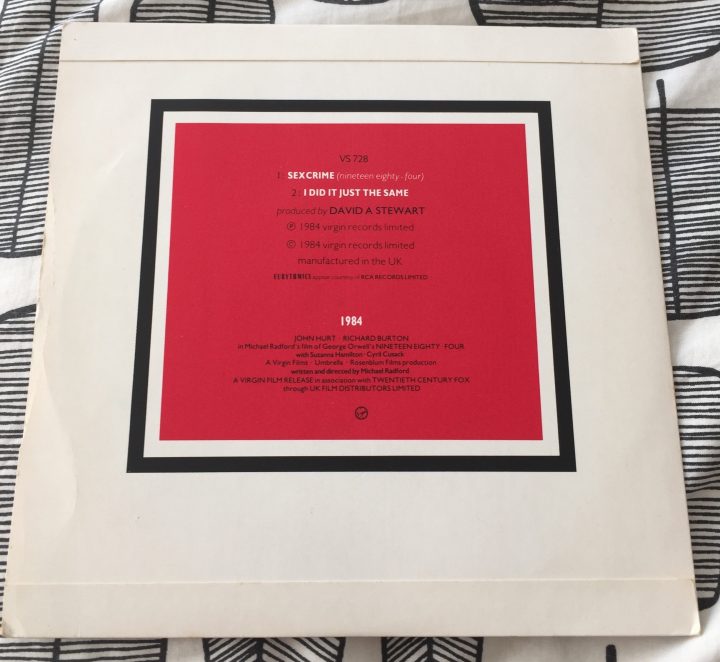 VS 728
1: SEXCRIME (nineteen eighty - four)
2: I DID IT JUST THE SAME
produced by DAVID A STEWART
℗ 1984 virgin records limited
© 1984 virgin records limited
manufactured in the UK
EURYTHMICS appear courtesy of RCA RECORDS LIMITED
1984
JOHN HURT · RICHARD BURTON
in Michael Radford's film of George Orwell's NINETEEN EIGHTY · FOUR
with Suzanna Hamilton · Cyril Cusack
A Virgin Films · Umbrella · Rosenblum Films production
written and directed by Michael Radford
A VIRGIN FILM RELEASE in association with TWENTIETH CENTURY FOX
through UK FILM DISTRIBUTORS LIMITED
Virgin